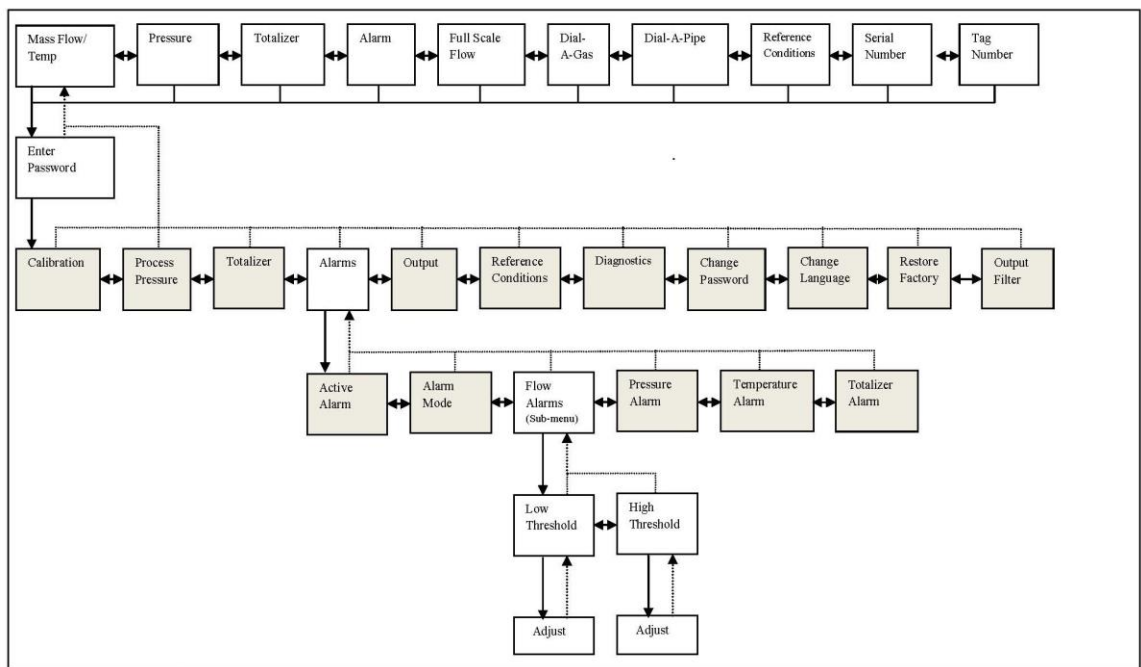 Mass Flow/
Temp
Pressure
Totalizer
Alarm
Full Scale
Flow
Dial-
A-Gas
Dial-A-Pipe
Reference
Conditions
Serial
Number
Tag
Number
Enter
Password
Calibration
Process
Pressure
Totalizer
Alarms
Output
Reference
Conditions
Diagnostics
Change
Password
Change
Language
Restore
Factory
Output
Filter
Active
Alarm
Alarm
Mode
Flow
Alarms
(Sub-menu)
Pressure
Alarm
Temperature
Alarm
Totalizer
Alarm
Low
Threshold
High
Threshold
Adjust
Adjust